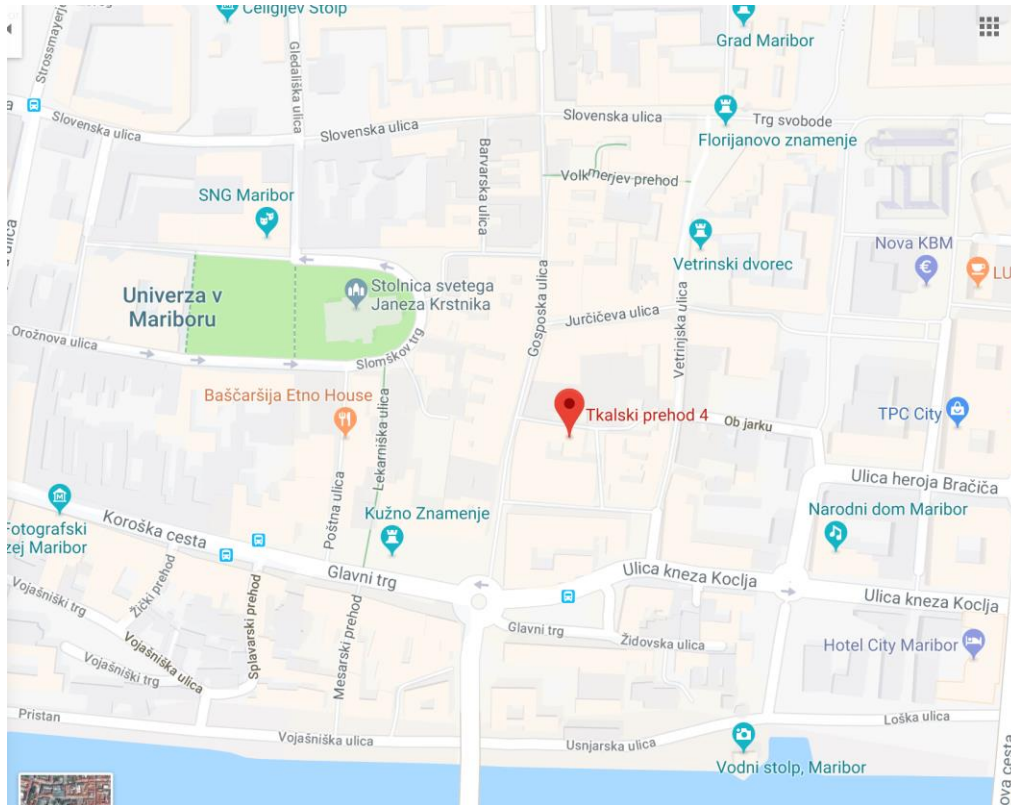 Celigijev Stolp
Strossmayerjeva
Gledališka ulica
Grad Maribor
Slovenska ulica
Slovenska ulica
Slovenska ulica
Trg svobode
Florijanovo znamenje
Barvarska ulica
Volkmerjev prehod
SNG Maribor
Vetrinski dvorec
Nova KBM
LU
Stolnica svetega
Janeza Krstnika
Univerza v
Mariboru
Gosposka ulica
Jurčičeva ulica
Vetrinjska ulica
Orožnova ulica
Slomškov trg
Baščaršija Etno House
Lekarniška ulica
Tkalski prehod 4
Ob jarku
TPC City
Ulica heroja Bračiča
Poštna ulica
Kužno Znamenje
Narodni dom Maribor
Fotografski
zej Maribor
Koroška cesta
Glavni trg
Ulica kneza Koclja
Ulica kneza Koclja
Vojašniški trg
Žički prehod
Splavarski prehod
Mesarski prehod
Glavni trg
Židovska ulica
Hotel City Maribor
Vojašniška ulica
Vojašniški trg
Pristan
Vojašniška ulica
Usnjarska ulica
Loška ulica
Vodni stolp, Maribor
ova cesta